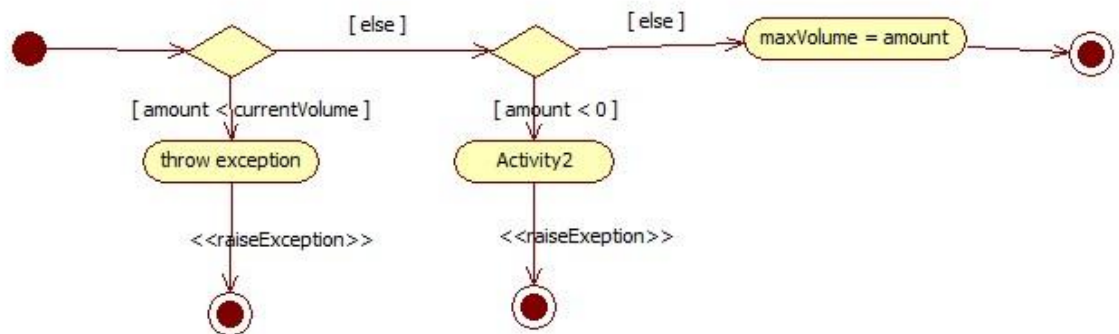 [ else ]
[ else ]
maxVolume = amount
[ amount < currentVolume ]
[ amount < 0 ]
throw exception
Activity2
<<raiseException>>
<<raiseExeption>>